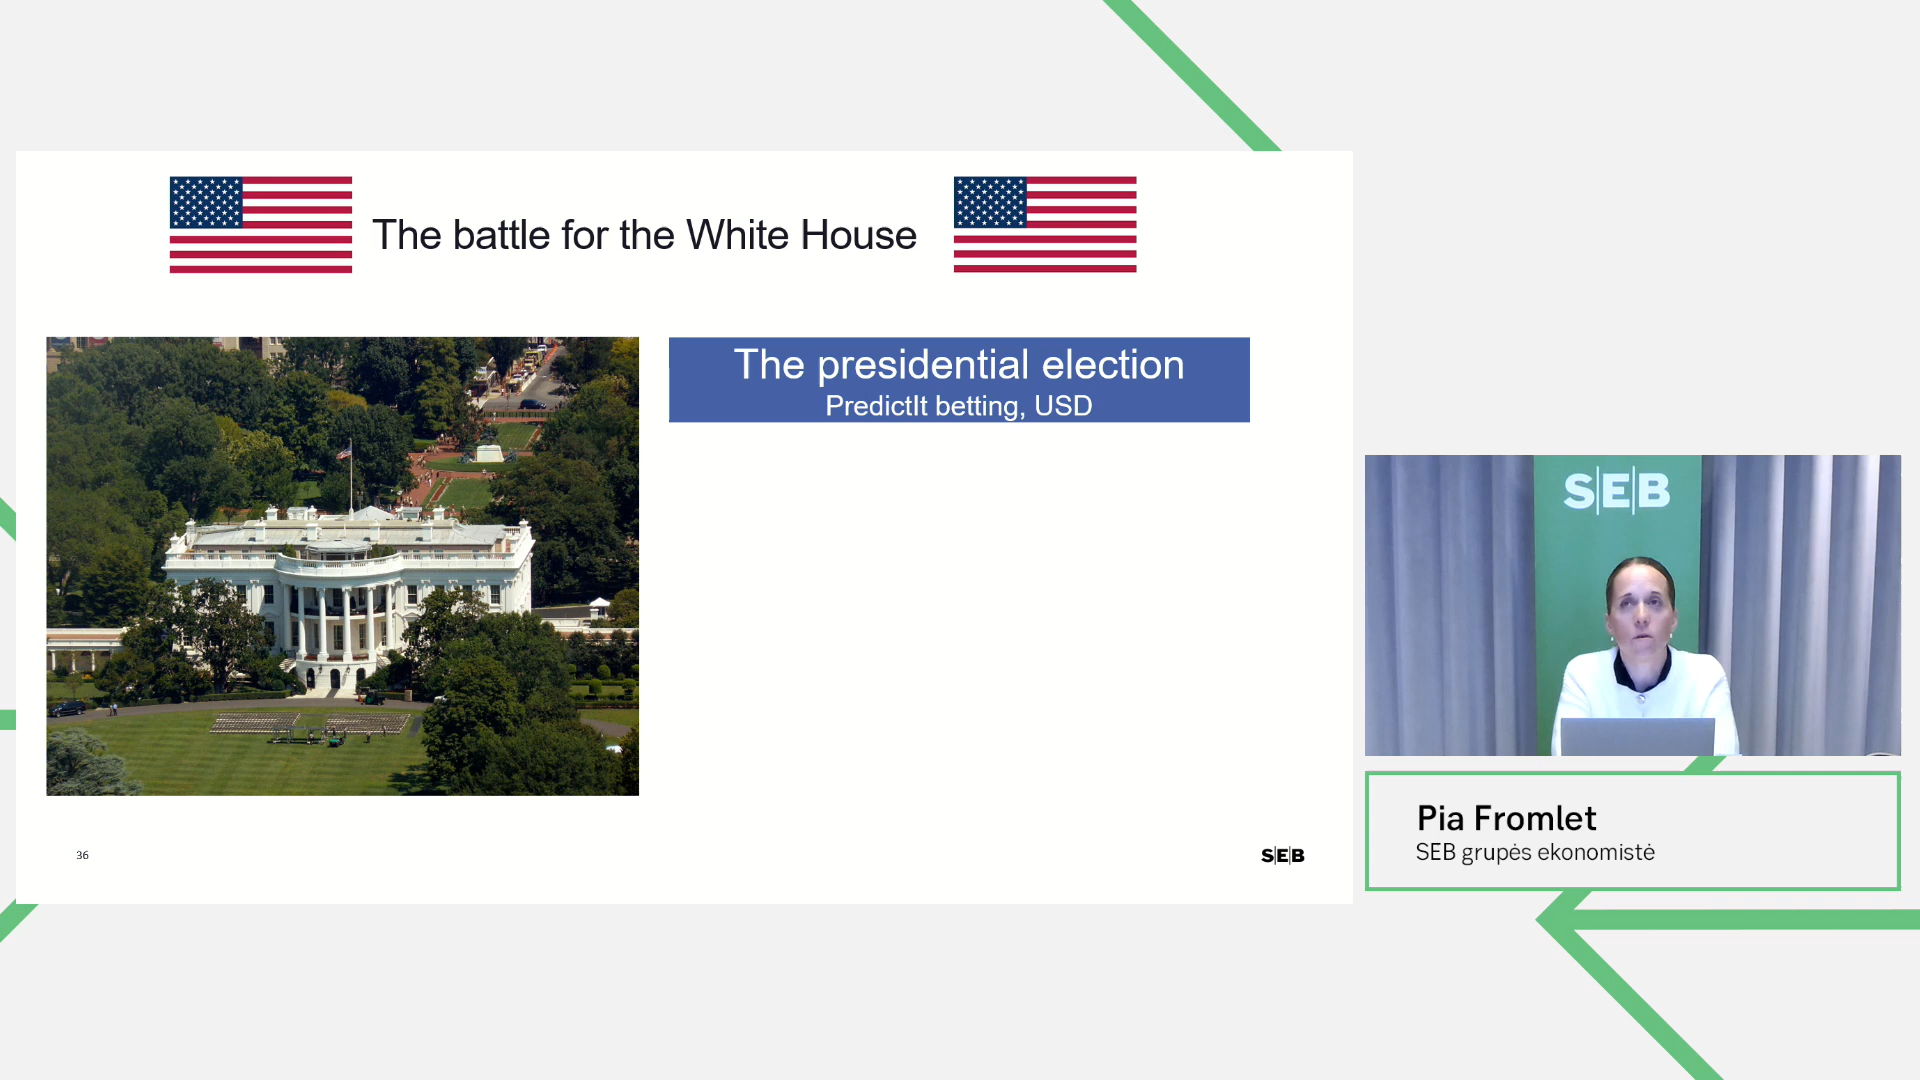 The battle for the White House
The presidential election
PredictIt betting, USD
36
SEB
SEB
Pia Fromlet
SEB grupės ekonomistė